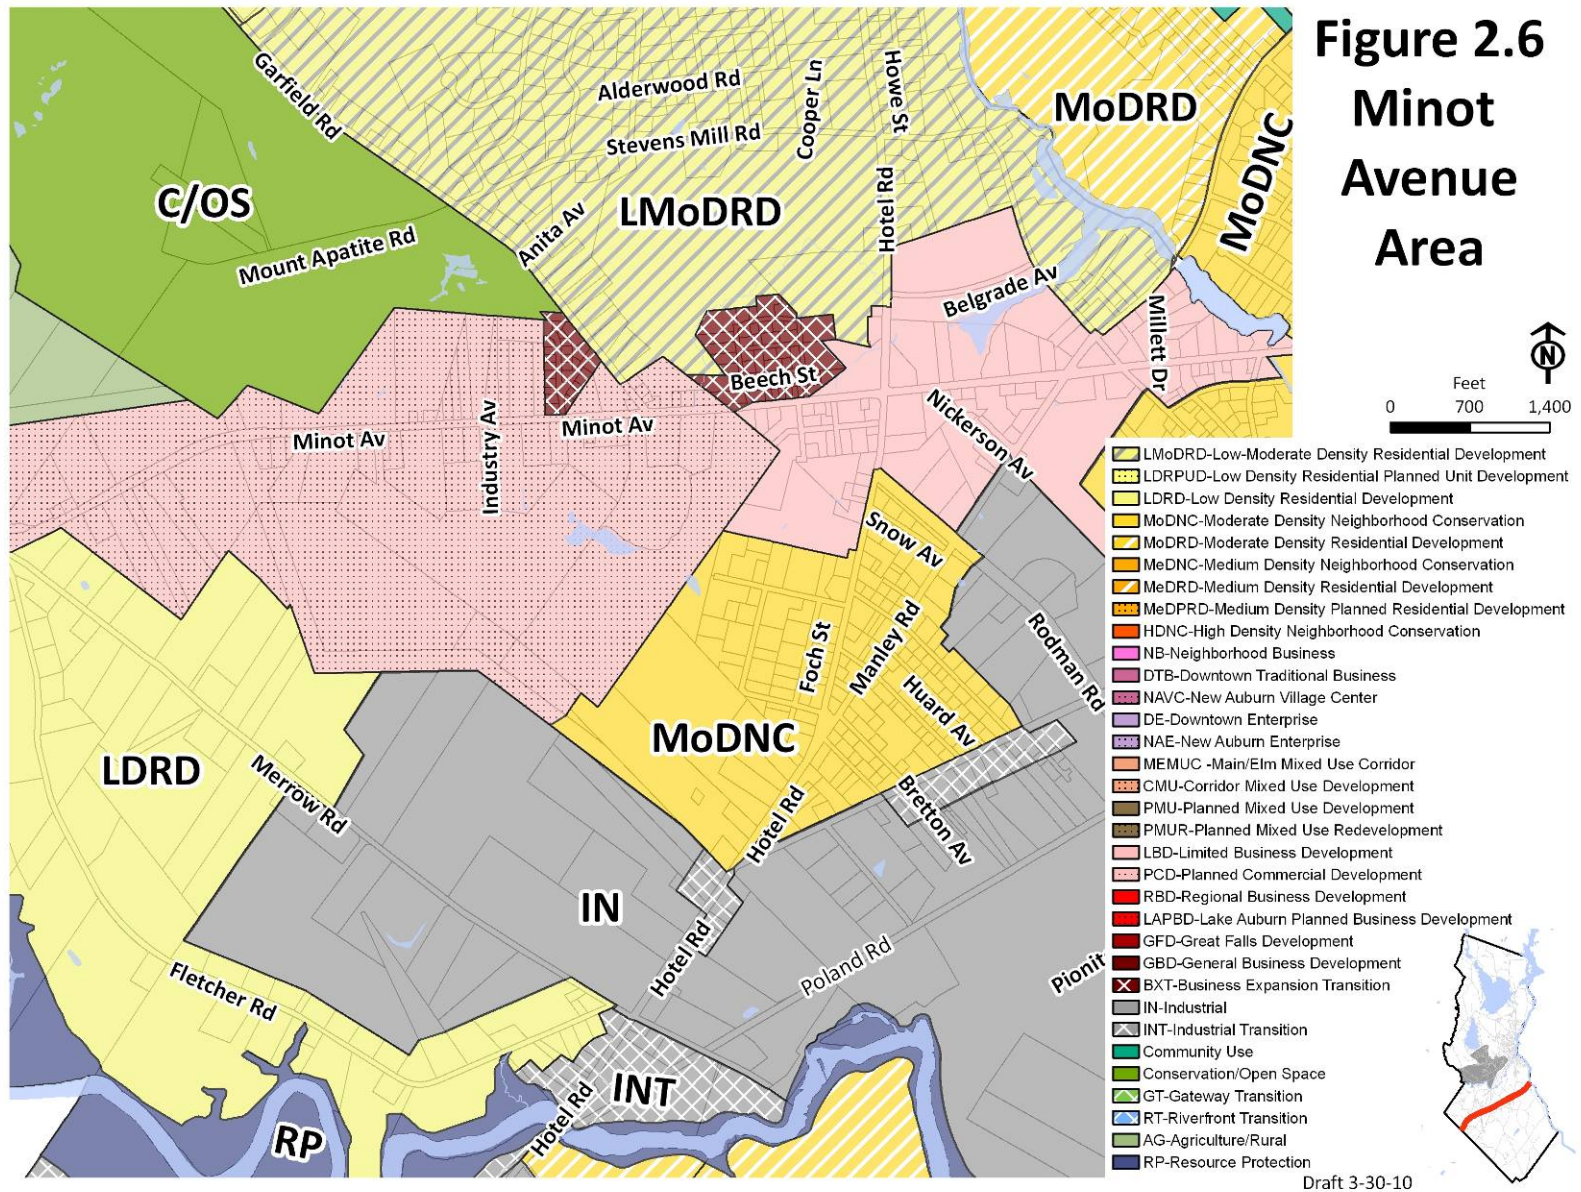 Figure 2.6
Minot
Avenue
Area
N
Feet
0 700 1,400
Garfield Rd
Alderwood Rd
Stevens Mill Rd
Cooper Ln
Howe St
MoDRD
MoDNC
C/OS
LMoDRD
Hotel Rd
Anita Av
Mount Apatite Rd
Belgrade Av
Millett Dr
Beech St
Minot Av
Industry Av
Minot Av
Nickerson Av
Snow Av
Rodman Rd
Foch St
Manley Rd
Huard Av
MoDNC
LDRD
Merrow Rd
Hotel Rd
Bretton Av
IN
Hotel Rd
Poland Rd
Pionit
Fletcher Rd
INT
Hotel Rd
RP
LMoDRD-Low-Moderate Density Residential Development
LDRPUD-Low Density Residential Planned Unit Development
LDRD-Low Density Residential Development
MoDNC-Moderate Density Neighborhood Conservation
MoDRD-Moderate Density Residential Development
MeDNC-Medium Density Neighborhood Conservation
MeDRD-Medium Density Residential Development
MeDPRD-Medium Density Planned Residential Development
HDNC-High Density Neighborhood Conservation
NB-Neighborhood Business
DTB-Downtown Traditional Business
NAVC-New Auburn Village Center
DE-Downtown Enterprise
NAE-New Auburn Enterprise
MEMUC -Main/Elm Mixed Use Corridor
CMU-Corridor Mixed Use Development
PMU-Planned Mixed Use Development
PMUR-Planned Mixed Use Redevelopment
LBD-Limited Business Development
PCD-Planned Commercial Development
RBD-Regional Business Development
LAPBD-Lake Auburn Planned Business Development
GFD-Great Falls Development
GBD-General Business Development
BXT-Business Expansion Transition
IN-Industrial
INT-Industrial Transition
Community Use
Conservation/Open Space
GT-Gateway Transition
RT-Riverfront Transition
AG-Agriculture/Rural
RP-Resource Protection
Draft 3-30-10